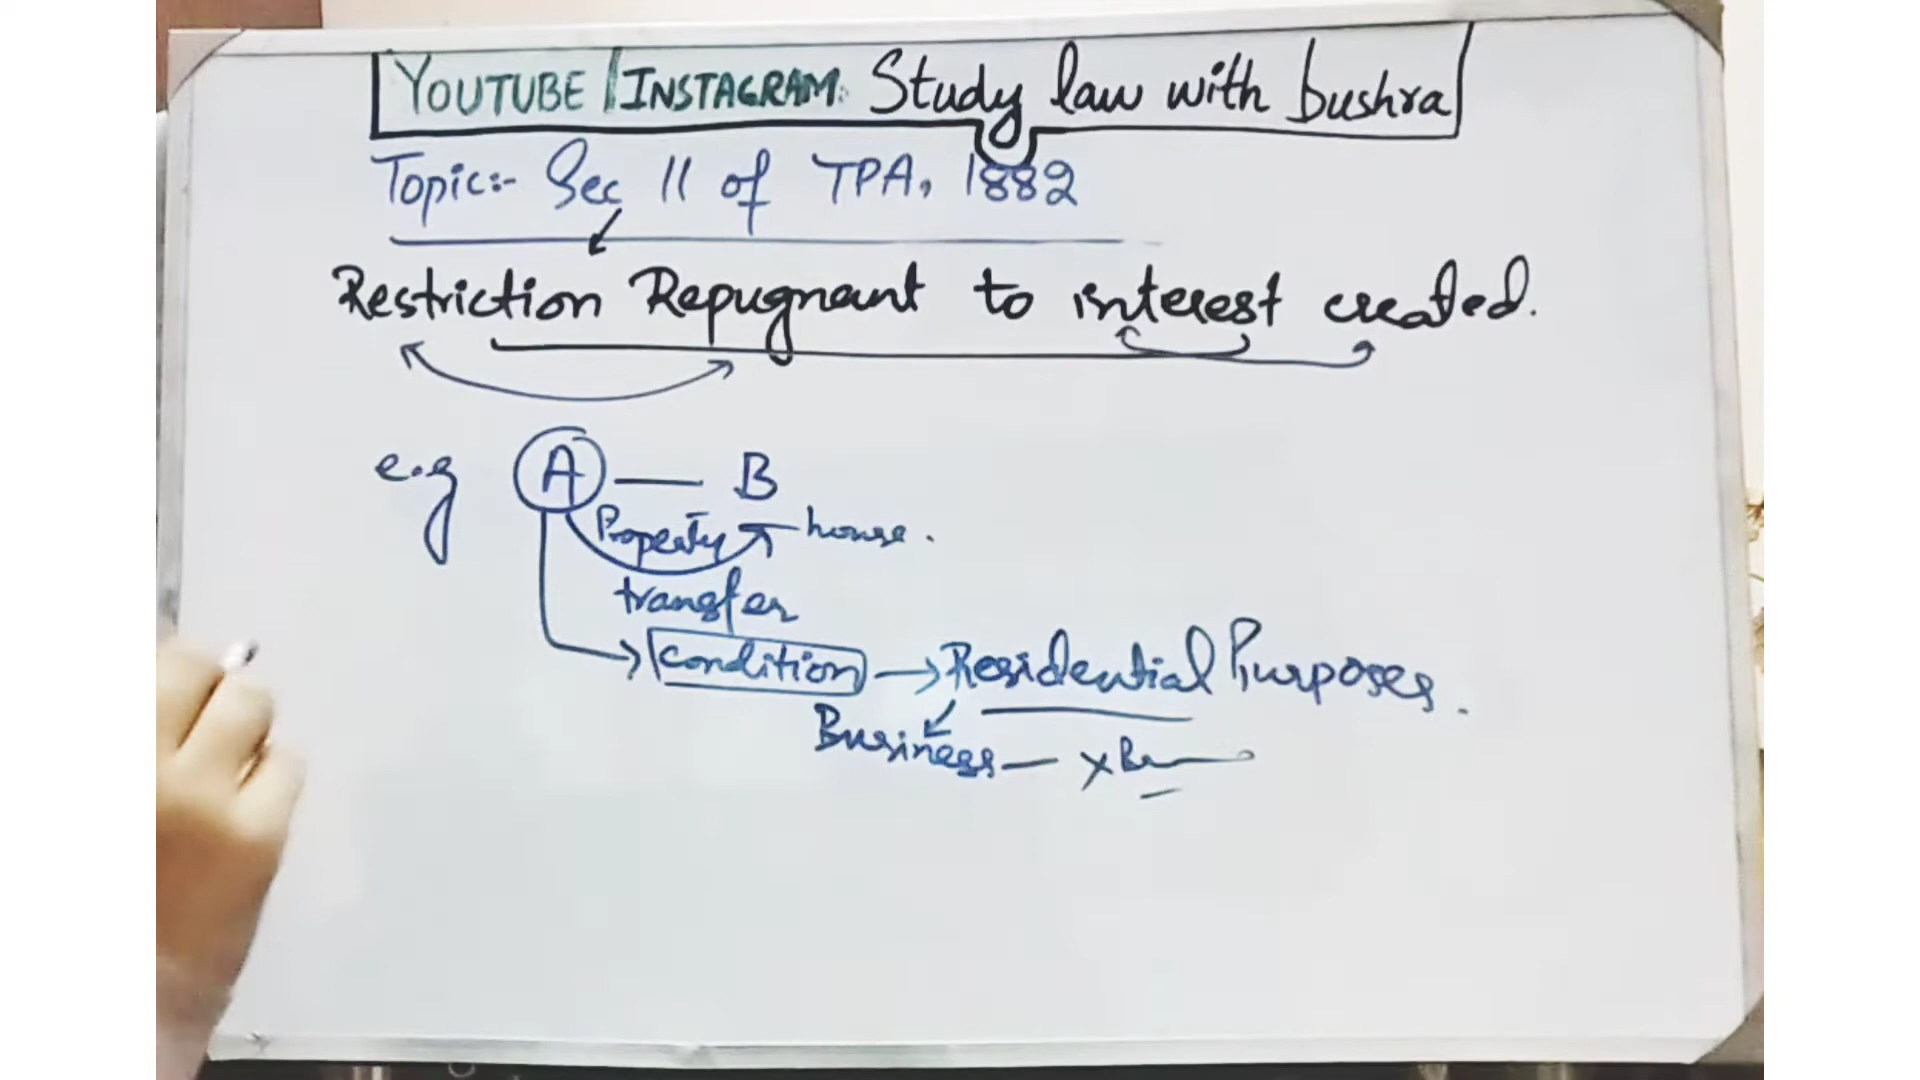 YOUTUBE/INSTAGRAM: Study law with bushra
Topic:- Sec 11 of TPA, 1882
Restriction Repugnant to interest created.
e.g A — B
Property house.
transfer
condition → Residential Purposes.
Business — x